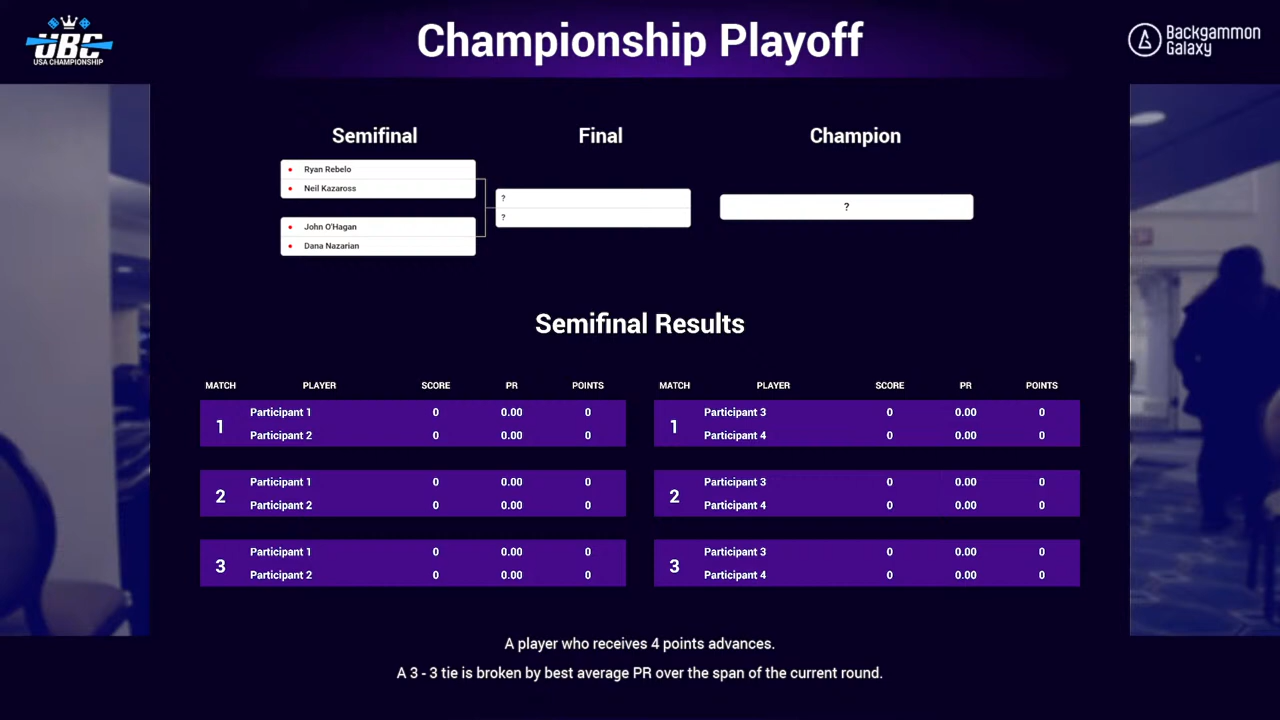 UBC
USA CHAMPIONSHIP
Championship Playoff
Backgammon
Galaxy
Semifinal
Final
Champion
Ryan Rebelo
Neil Kazaross
John O'Hagan
Dana Nazarian
?
?
?
Semifinal Results
MATCH PLAYER SCORE PR POINTS
1
Participant 1 0 0.00 0
Participant 2 0 0.00 0
2
Participant 1 0 0.00 0
Participant 2 0 0.00 0
3
Participant 1 0 0.00 0
Participant 2 0 0.00 0
MATCH PLAYER SCORE PR POINTS
1
Participant 3 0 0.00 0
Participant 4 0 0.00 0
2
Participant 3 0 0.00 0
Participant 4 0 0.00 0
3
Participant 3 0 0.00 0
Participant 4 0 0.00 0
A player who receives 4 points advances.
A 3 - 3 tie is broken by best average PR over the span of the current round.